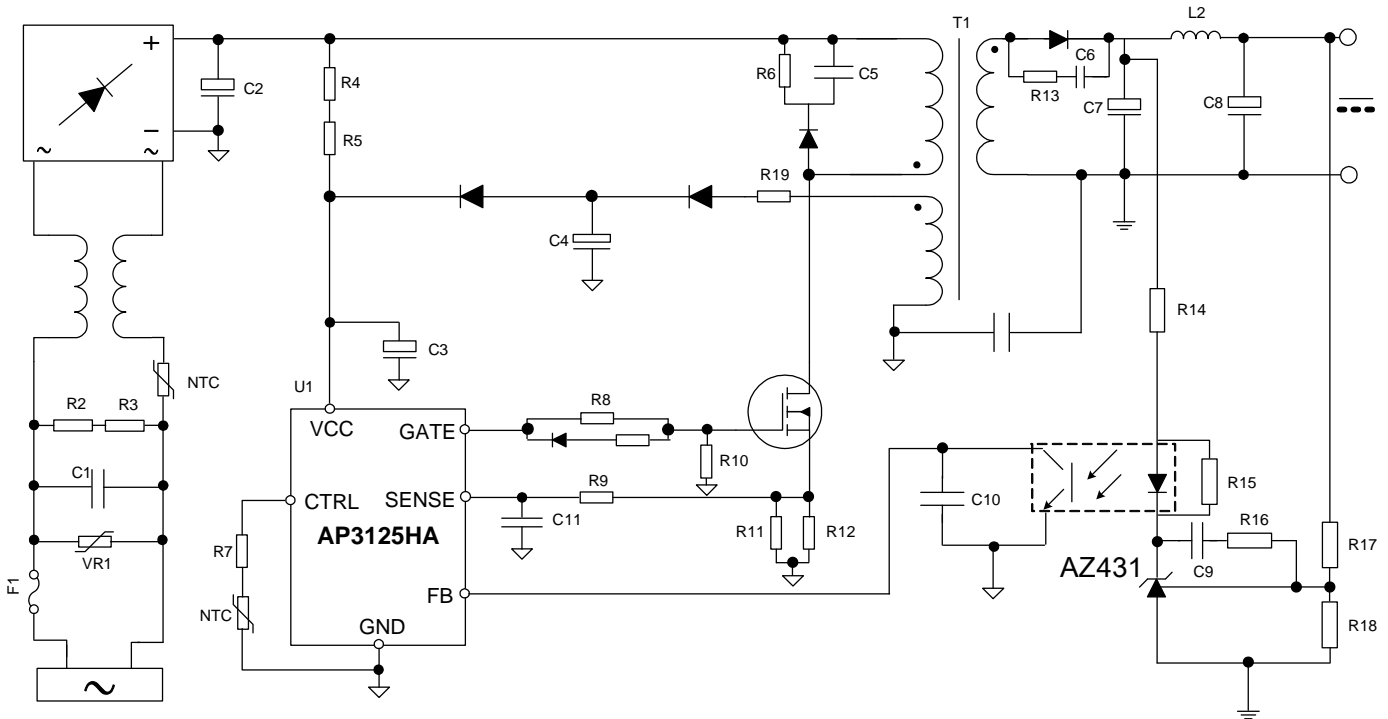 T1
L2
+
R6
C5
C6
R13
C7
C8
C2
R4
−
~
~
R5
R19
C4
R14
C3
NTC
U1
R2
R3
VCC
GATE
R8
R10
C1
CTRL
SENSE
R9
AP3125HA
C11
R11
R12
C10
R15
R16
R17
VR1
R7
AZ431
C9
F1
NTC
FB
GND
R18
~